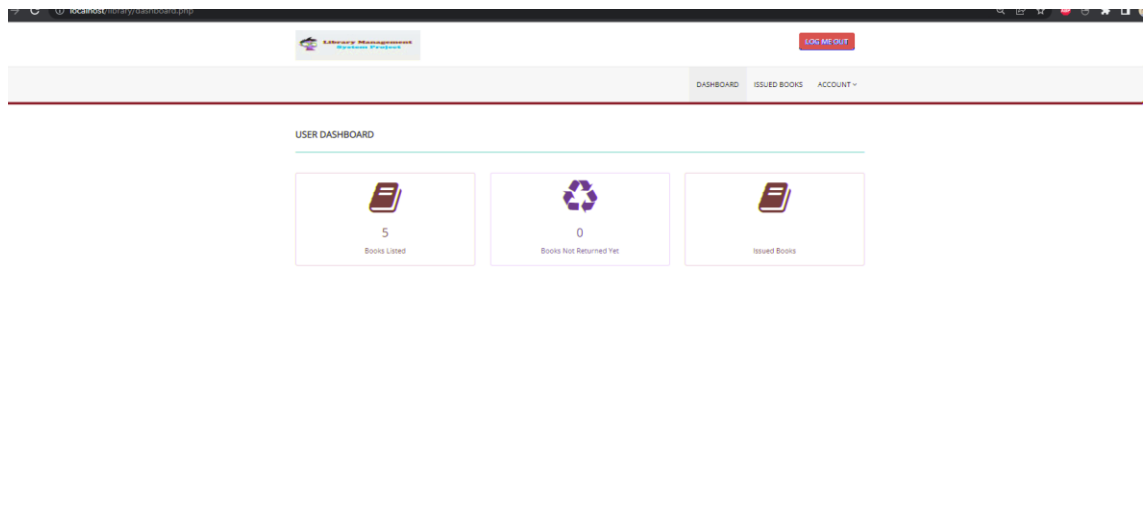 localhost/library/dashboard.php
Library Management
System Project
LOG ME OUT
DASHBOARD ISSUED BOOKS ACCOUNT
USER DASHBOARD
5
Books Listed
0
Books Not Returned Yet
Issued Books